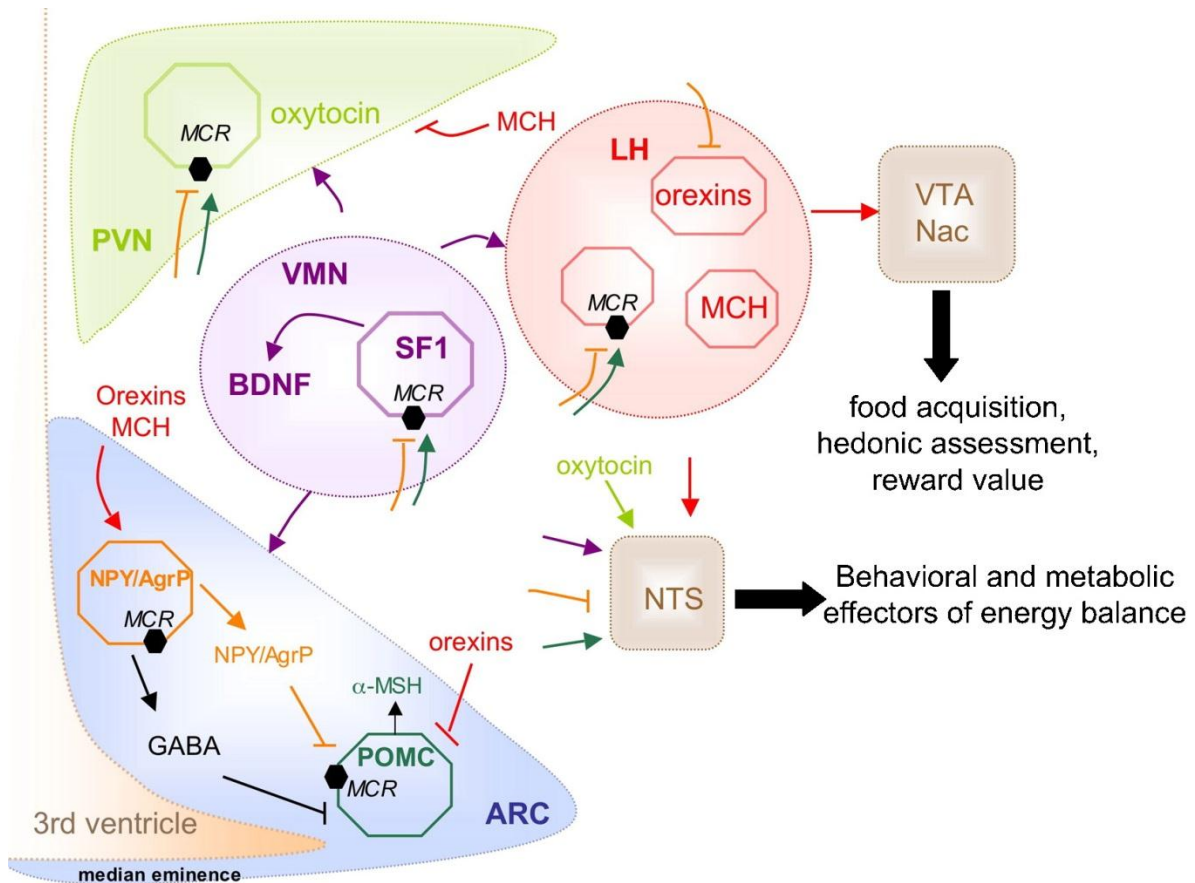 oxytocin
MCR
PVN
MCH
LH
orexins
MCR
MCH
VTA
Nac
food acquisition,
hedonic assessment,
reward value
VMN
SF1
BDNF
MCR
Orexins
MCH
NPY/AgrP
MCR
NPY/AgrP
GABA
α-MSH
POMC
MCR
orexins
ARC
oxytocin
NTS
Behavioral and metabolic
effectors of energy balance
3rd ventricle
median eminence